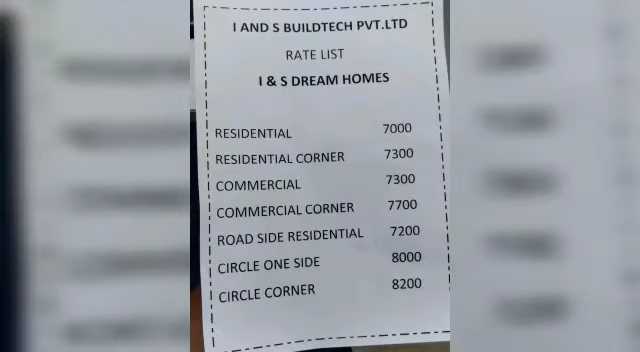 I AND S BUILDTECH PVT.LTD
RATE LIST
I & S DREAM HOMES
RESIDENTIAL 7000
RESIDENTIAL CORNER 7300
COMMERCIAL 7300
COMMERCIAL CORNER 7700
ROAD SIDE RESIDENTIAL 7200
CIRCLE ONE SIDE 8000
CIRCLE CORNER 8200